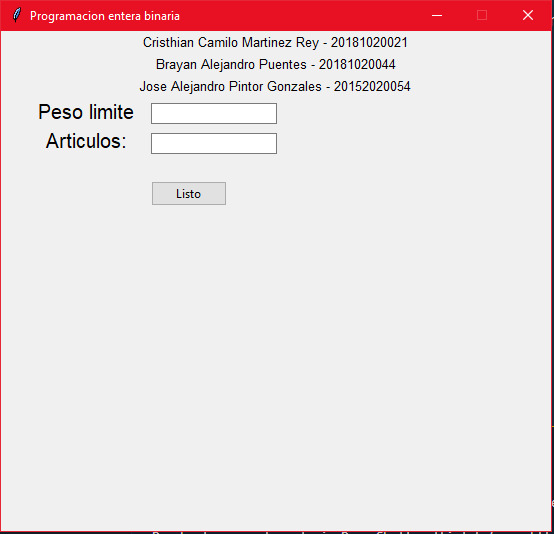 Programacion entera binaria
Cristhian Camilo Martinez Rey - 20181020021
Brayan Alejandro Puentes - 20181020044
Jose Alejandro Pintor Gonzales - 20152020054
Peso limite
Articulos:
Listo